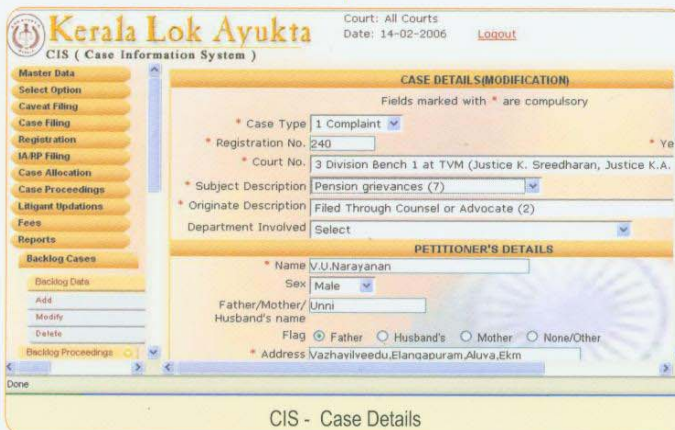 Kerala Lok Ayukta
CIS ( Case Information System )
Court: All Courts
Date: 14-02-2006 Logout
Master Data
Select Option
Caveat Filing
Case Filing
Registration
IA/RP Filing
Case Allocation
Case Proceedings
Litigant Updations
Fees
Reports
Backlog Cases
Backlog Data
Add
Modify
Delete
Backlog Proceedings
CASE DETAILS(MODIFICATION)
Fields marked with * are compulsory
* Case Type 1 Complaint
* Registration No. 240 * Ye
* Court No. 3 Division Bench 1 at TVM (Justice K. Sreedharan, Justice K.A.
* Subject Description Pension grievances (7)
* Originate Description Filed Through Counsel or Advocate (2)
Department Involved Select
PETITIONER'S DETAILS
* Name V.U.Narayanan
Sex Male
Father/Mother/ Unni
Husband's name
Flag Father Husband's Mother None/Other
* Address Vazhavilveedu,Elangapuram,Aluva,Ekm
Done
CIS - Case Details